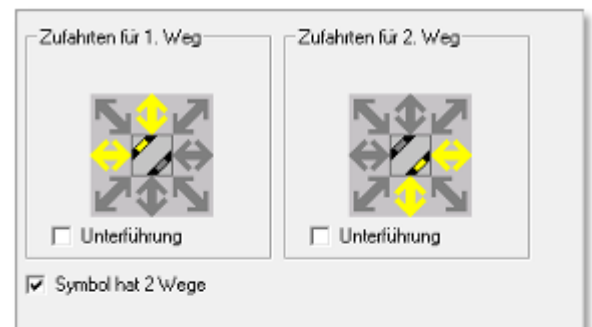 Zufahrten für 1. Weg
Zufahrten für 2. Weg
Unterführung
Unterführung
Symbol hat 2 Wege